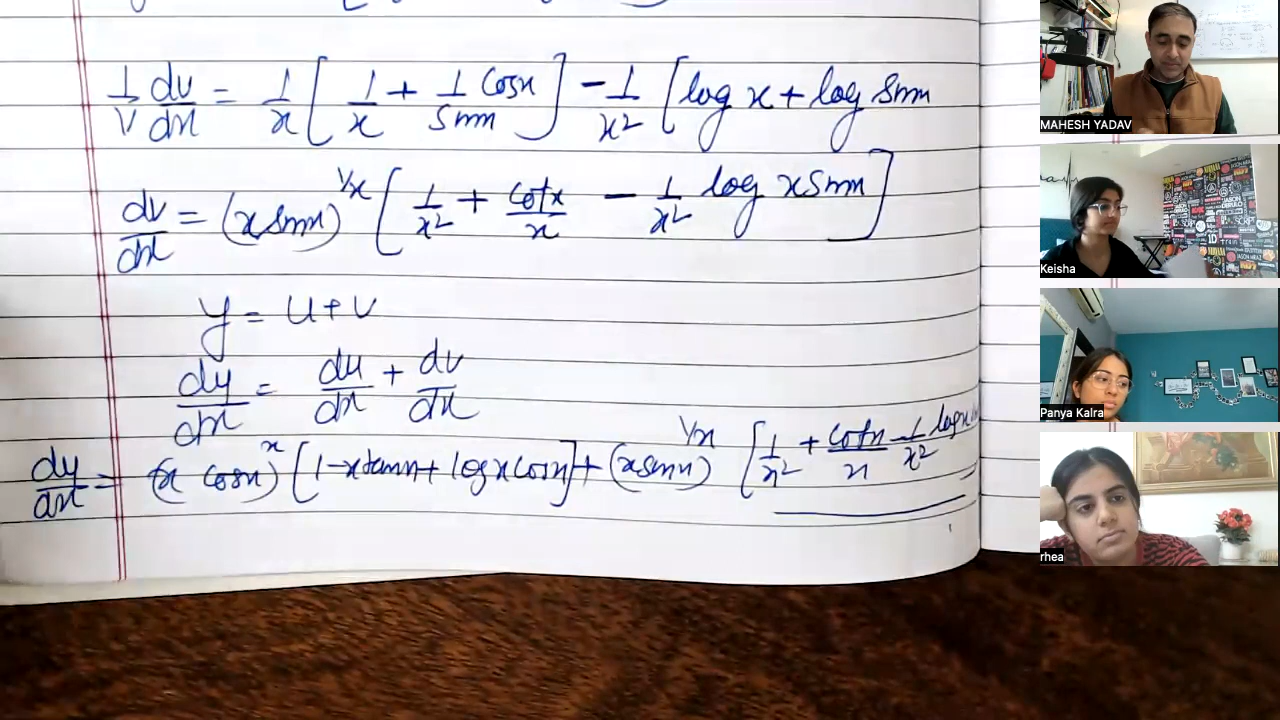 1/v dv/dx = 1/x [ 1/x + 1/sinx cosx ] - 1/x² [ log x + log sinx
dv/dx = (x sinx)^1/x [ 1/x² + cotx/x - 1/x² log x sinx ]
y = u + v
dy/dx = du/dx + dv/dx
dy/dx = (x cosx)^x [ 1 - x tanx + log x cosx ] + (x sinx)^1/x [ 1/x² + cotx/x - 1/x² log x
MAHESH YADAV
Keisha
Panya Kalra
rhea